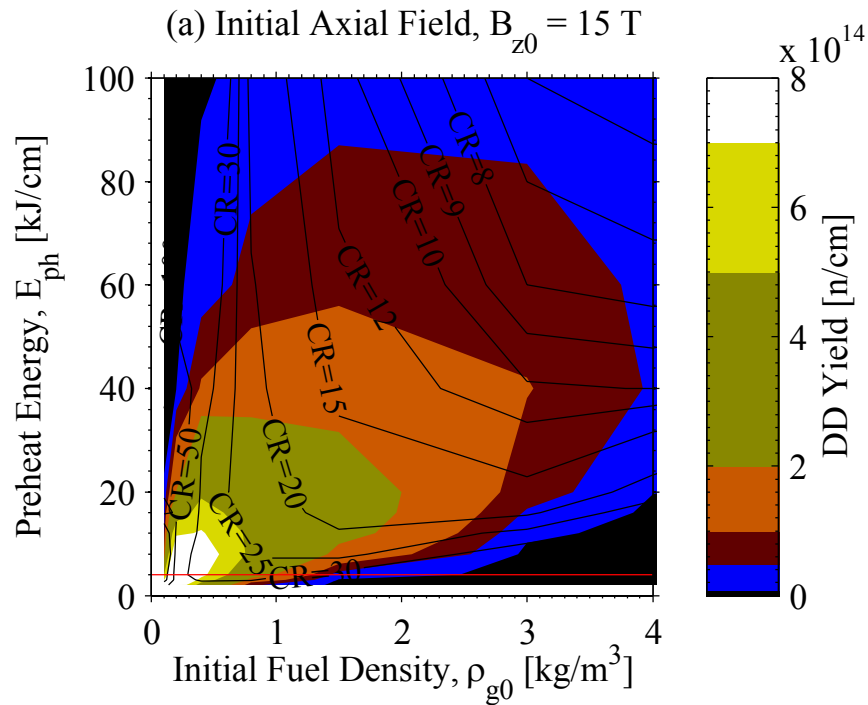 (a) Initial Axial Field, B_z0 = 15 T
x 10^14
100
80
60
40
20
0
Preheat Energy, E_ph [kJ/cm]
CR=30
CR=8
CR=9
CR=10
CR=12
CR=15
CR=50
CR=20
CR=25
CR=30
0
1
2
3
4
Initial Fuel Density, ρ_g0 [kg/m^3]
8
6
4
2
0
DD Yield [n/cm]